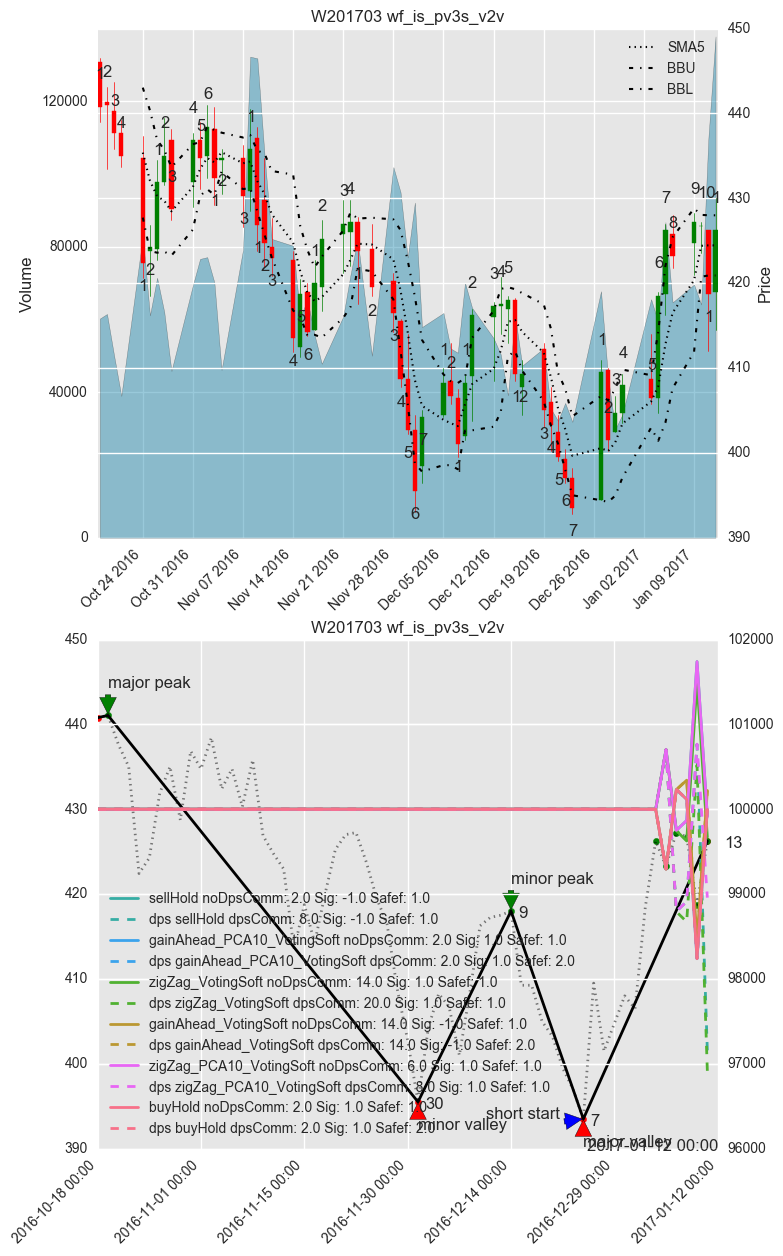 W201703 wf_is_pv3s_v2v
450
440
430
420
410
400
390
120000
80000
40000
0
Volume
Price
SMA5
BBU
BBL
Oct 24 2016
Oct 31 2016
Nov 07 2016
Nov 14 2016
Nov 21 2016
Nov 28 2016
Dec 05 2016
Dec 12 2016
Dec 19 2016
Dec 26 2016
Jan 02 2017
Jan 09 2017
W201703 wf_is_pv3s_v2v
450
440
430
420
410
400
390
102000
101000
100000
99000
98000
97000
96000
major peak
minor peak
9
13
sellHold noDpsComm: 2.0 Sig: -1.0 Safef: 1.0
dps sellHold dpsComm: 8.0 Sig: -1.0 Safef: 1.0
gainAhead_PCA10_VotingSoft noDpsComm: 2.0 Sig: 1.0 Safef: 1.0
dps gainAhead_PCA10_VotingSoft dpsComm: 2.0 Sig: 1.0 Safef: 2.0
zigZag_VotingSoft noDpsComm: 14.0 Sig: 1.0 Safef: 1.0
dps zigZag_VotingSoft dpsComm: 20.0 Sig: 1.0 Safef: 1.0
gainAhead_VotingSoft noDpsComm: 14.0 Sig: -1.0 Safef: 1.0
dps gainAhead_VotingSoft dpsComm: 14.0 Sig: -1.0 Safef: 2.0
zigZag_PCA10_VotingSoft noDpsComm: 6.0 Sig: 1.0 Safef: 1.0
dps zigZag_PCA10_VotingSoft dpsComm: 8.0 Sig: 1.0 Safef: 1.0
buyHold noDpsComm: 2.0 Sig: 1.0 Safef: 1.0
dps buyHold dpsComm: 2.0 Sig: 1.0 Safef: 2.0
30
minor valley
short start
7
major valley
2017-01-12 00:00
2016-10-18 00:00
2016-11-01 00:00
2016-11-15 00:00
2016-11-30 00:00
2016-12-14 00:00
2016-12-29 00:00
2017-01-12 00:00